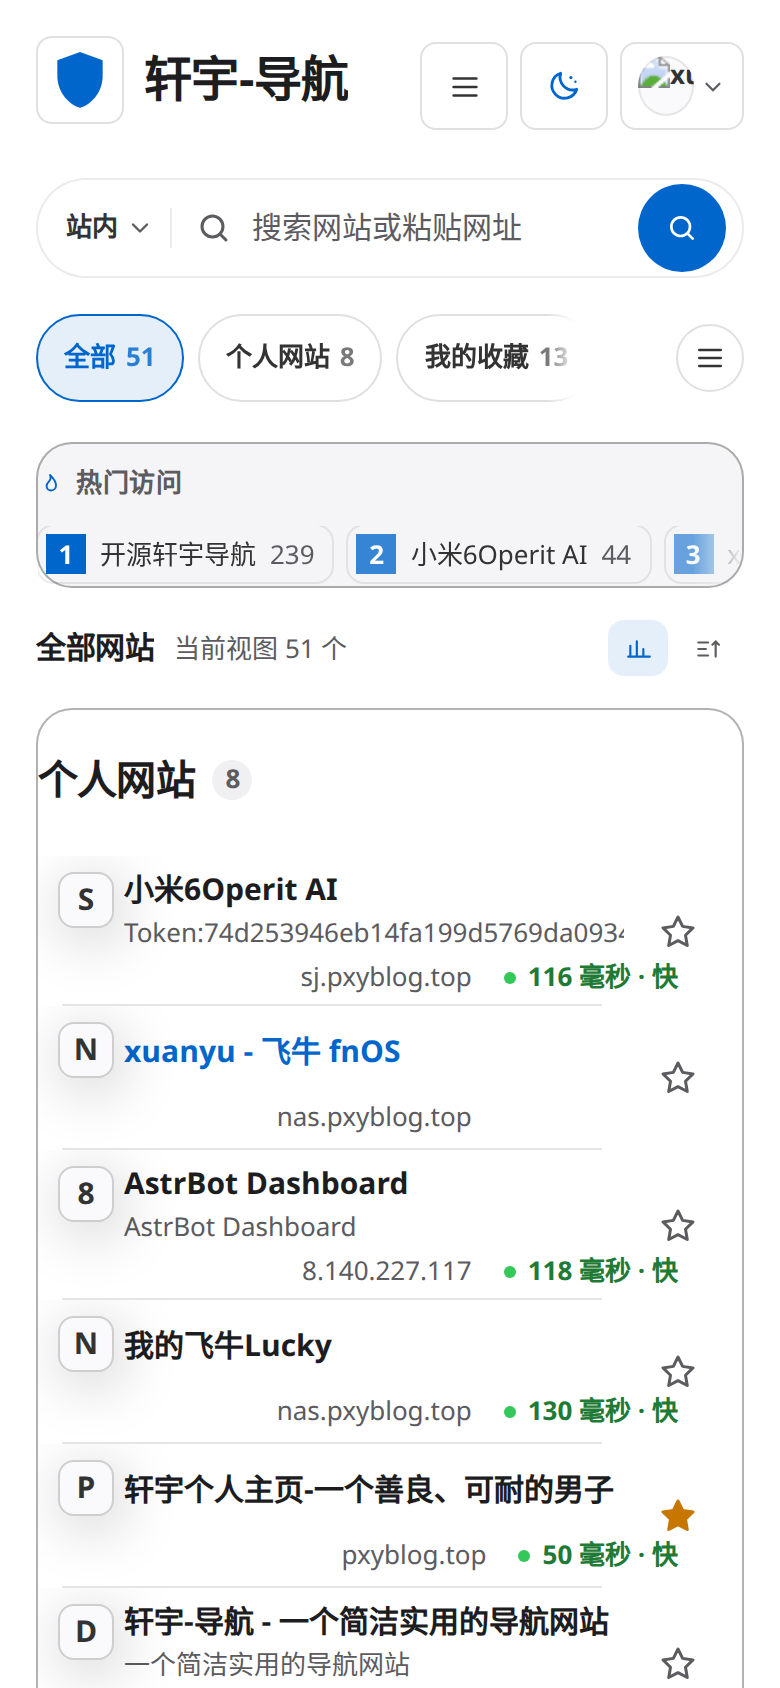 轩宇-导航
xu
站内
搜索网站或粘贴网址
全部 51
个人网站 8
我的收藏 13
热门访问
1 开源轩宇导航 239
2 小米6Operit AI 44
3 x
全部网站 当前视图 51 个
个人网站 8
S
小米6Operit AI
Token:74d253946eb14fa199d5769da0934
sj.pxyblog.top 116 毫秒 · 快
N
xuanyu - 飞牛 fnOS
nas.pxyblog.top
8
AstrBot Dashboard
AstrBot Dashboard
8.140.227.117 118 毫秒 · 快
N
我的飞牛Lucky
nas.pxyblog.top 130 毫秒 · 快
P
轩宇个人主页-一个善良、可耐的男子
pxyblog.top 50 毫秒 · 快
D
轩宇-导航 - 一个简洁实用的导航网站
一个简洁实用的导航网站